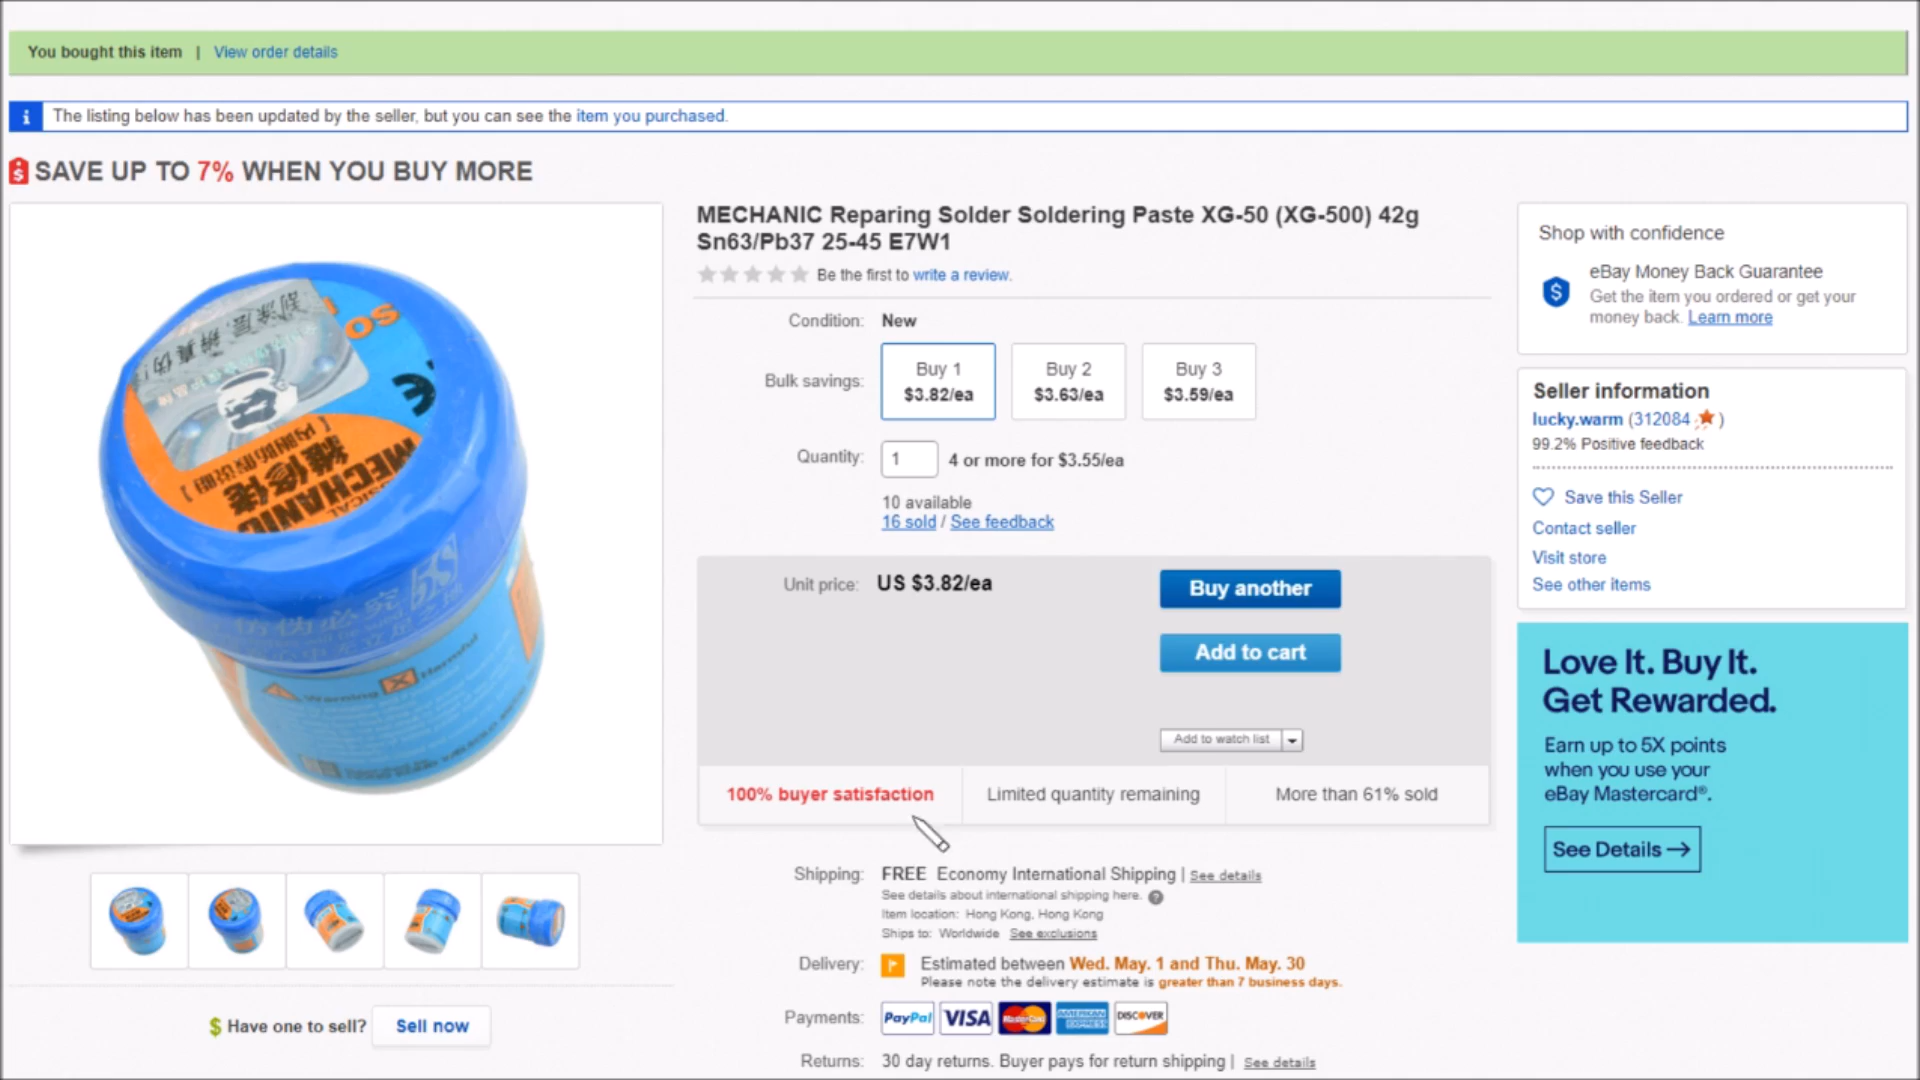 You bought this item | View order details
i The listing below has been updated by the seller, but you can see the item you purchased.
SAVE UP TO 7% WHEN YOU BUY MORE
MECHANIC Reparing Solder Soldering Paste XG-50 (XG-500) 42g
Sn63/Pb37 25-45 E7W1
Be the first to write a review.
Condition: New
Bulk savings:
Buy 1
$3.82/ea
Buy 2
$3.63/ea
Buy 3
$3.59/ea
Quantity: 1 4 or more for $3.55/ea
10 available
16 sold / See feedback
Unit price: US $3.82/ea
Buy another
Add to cart
Add to watch list
100% buyer satisfaction
Limited quantity remaining
More than 61% sold
Shipping: FREE Economy International Shipping | See details
See details about international shipping here. ?
Item location: Hong Kong, Hong Kong
Ships to: Worldwide See exclusions
Delivery: Estimated between Wed. May. 1 and Thu. May. 30
Please note the delivery estimate is greater than 7 business days.
Payments: PayPal VISA MasterCard AMERICAN EXPRESS DISCOVER
Returns: 30 day returns. Buyer pays for return shipping | See details
MECHANIC
維修佬
Warning Harmful
$ Have one to sell? Sell now
Shop with confidence
eBay Money Back Guarantee
Get the item you ordered or get your
money back. Learn more
Seller information
lucky.warm (312084 )
99.2% Positive feedback
Save this Seller
Contact seller
Visit store
See other items
Love It. Buy It.
Get Rewarded.
Earn up to 5X points
when you use your
eBay Mastercard®.
See Details →